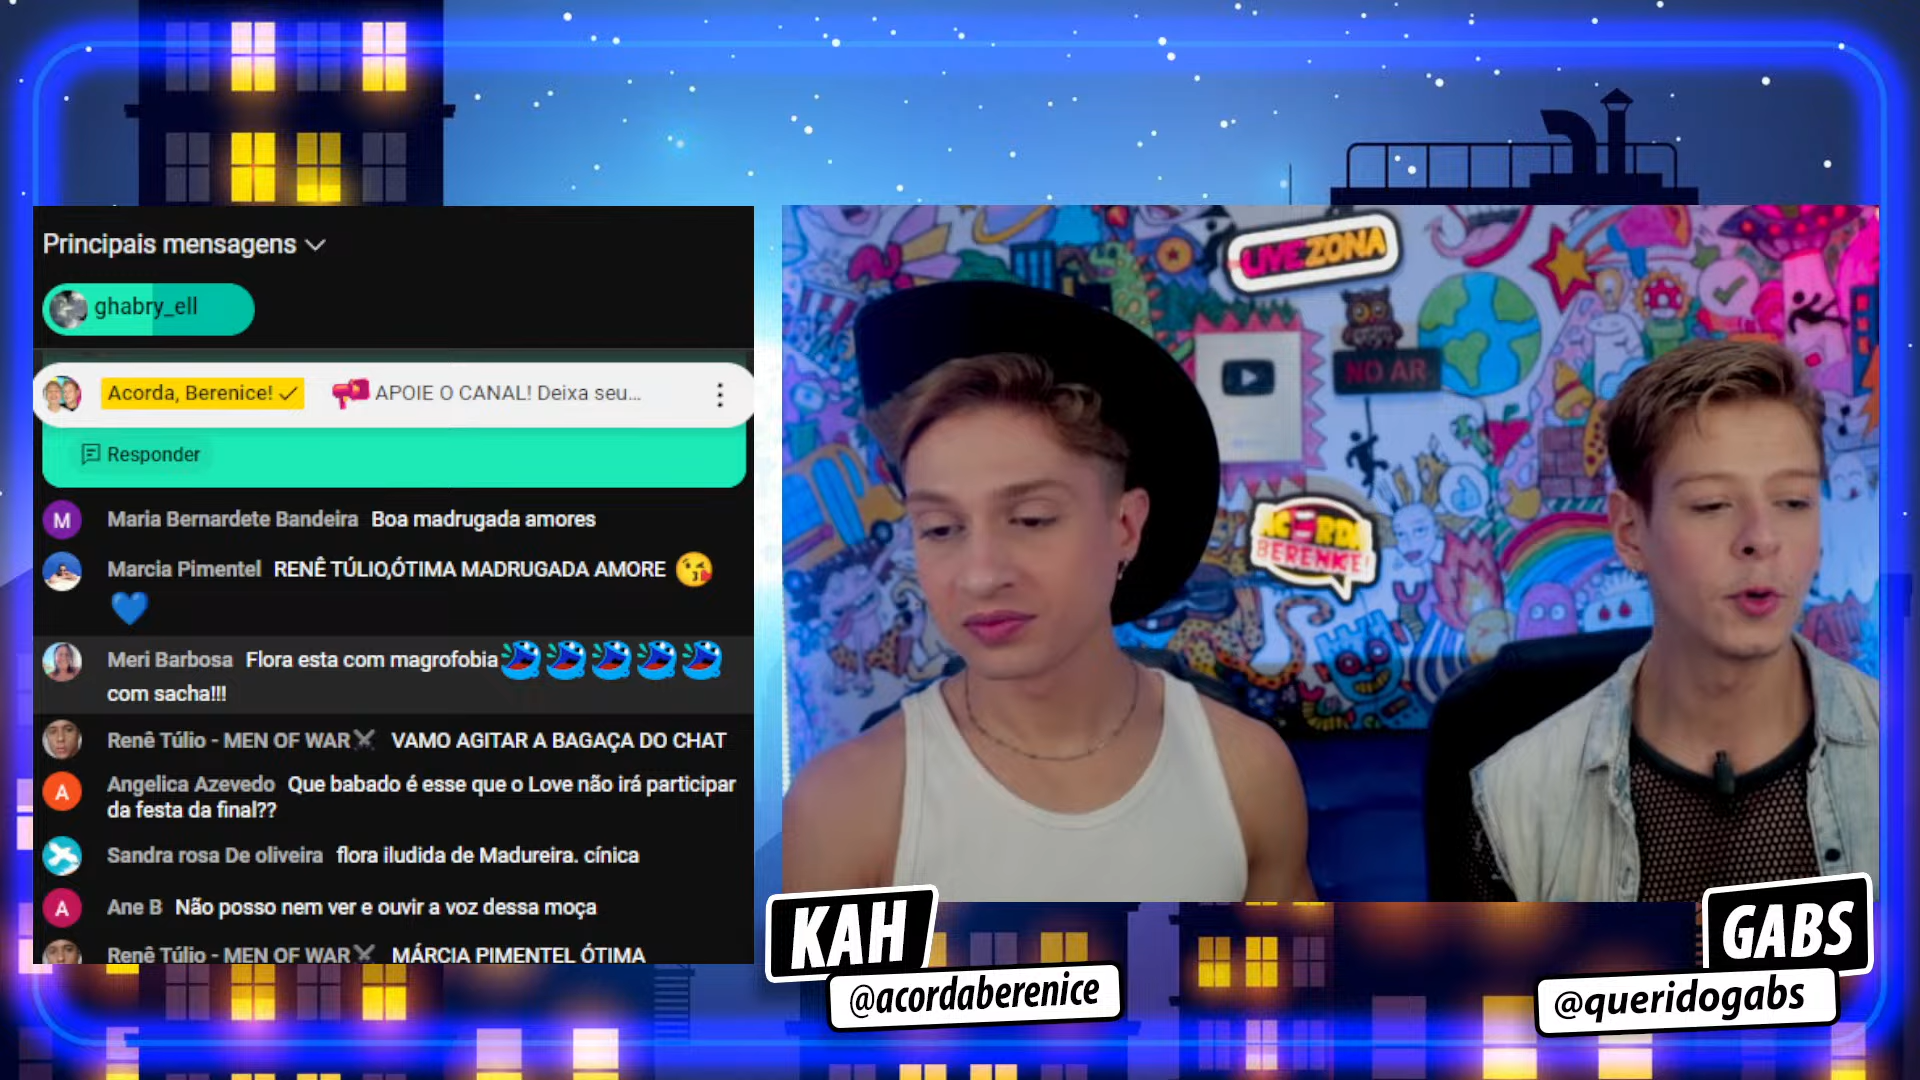 Principais mensagens
ghabry_ell
Acorda, Berenice! APOIE O CANAL! Deixa seu...
Responder
M Maria Bernardete Bandeira Boa madrugada amores
Marcia Pimentel RENÊ TÚLIO,ÓTIMA MADRUGADA AMORE
Meri Barbosa Flora esta com magrofobia
com sacha!!!
Renê Túlio - MEN OF WAR VAMO AGITAR A BAGAÇA DO CHAT
A Angelica Azevedo Que babado é esse que o Love não irá participar
da festa da final??
Sandra rosa De oliveira flora iludida de Madureira. cínica
A Ane B Não posso nem ver e ouvir a voz dessa moça
Renê Túlio - MEN OF WAR MÁRCIA PIMENTEL ÓTIMA
LIVEZONA
NO AR
ACORDA
BERENICE!
KAH
@acordaberenice
GABS
@queridogabs